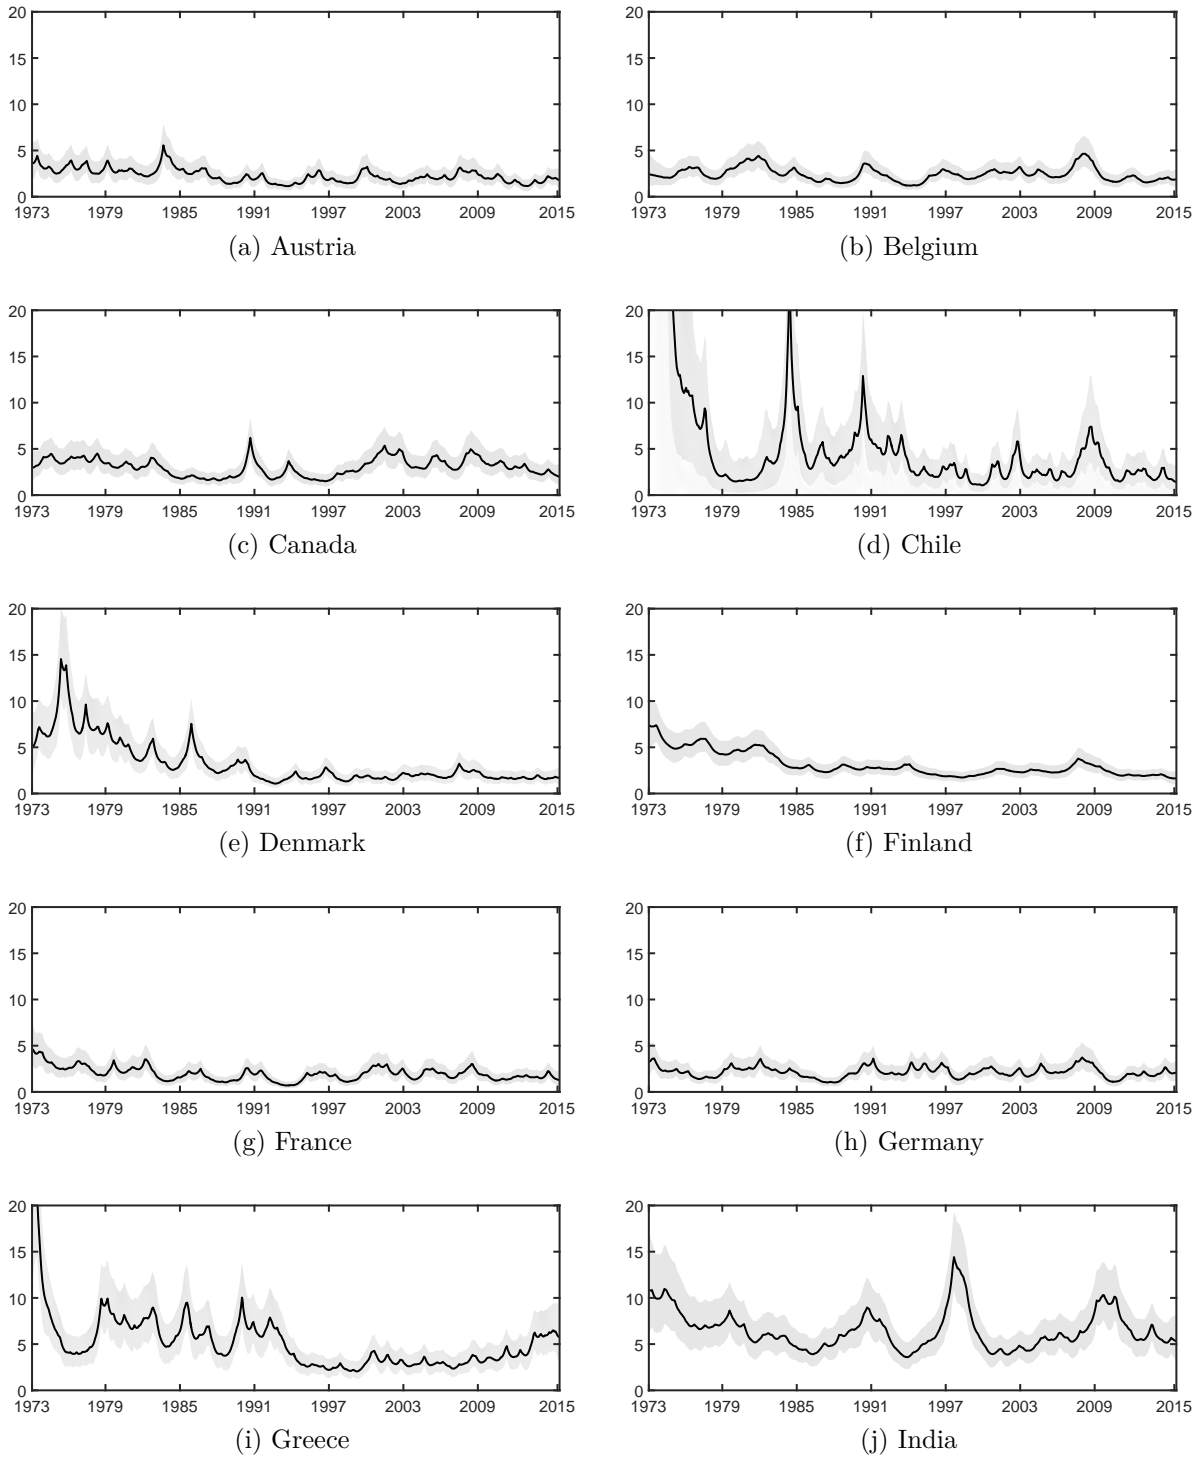 20 20
15 15
10 10
5 5
0 0
1973 1979 1985 1991 1997 2003 2009 2015 1973 1979 1985 1991 1997 2003 2009 2015
(a) Austria (b) Belgium
20 20
15 15
10 10
5 5
0 0
1973 1979 1985 1991 1997 2003 2009 2015 1973 1979 1985 1991 1997 2003 2009 2015
(c) Canada (d) Chile
20 20
15 15
10 10
5 5
0 0
1973 1979 1985 1991 1997 2003 2009 2015 1973 1979 1985 1991 1997 2003 2009 2015
(e) Denmark (f) Finland
20 20
15 15
10 10
5 5
0 0
1973 1979 1985 1991 1997 2003 2009 2015 1973 1979 1985 1991 1997 2003 2009 2015
(g) France (h) Germany
20 20
15 15
10 10
5 5
0 0
1973 1979 1985 1991 1997 2003 2009 2015 1973 1979 1985 1991 1997 2003 2009 2015
(i) Greece (j) India